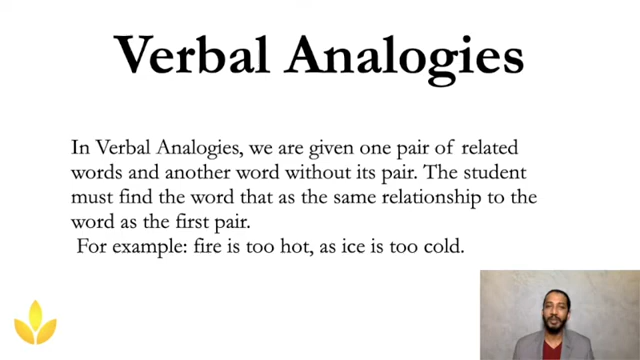 Verbal Analogies
In Verbal Analogies, we are given one pair of related
words and another word without its pair. The student
must find the word that as the same relationship to the
word as the first pair.
For example: fire is too hot, as ice is too cold.